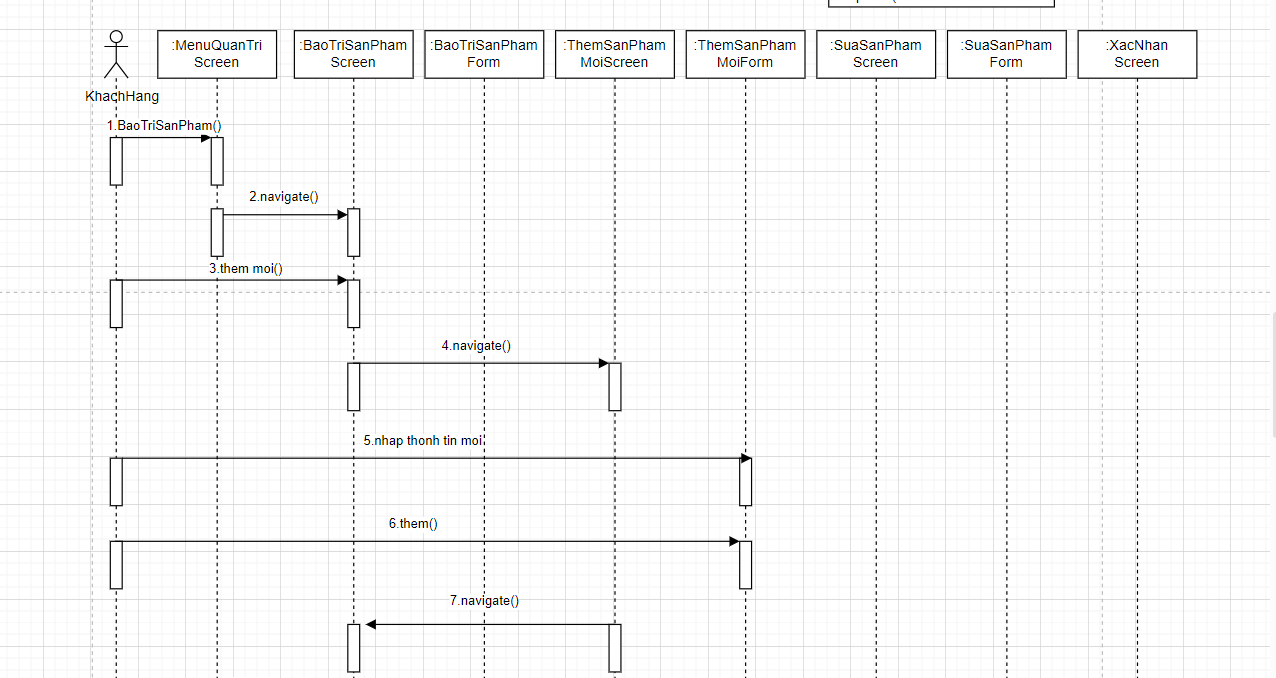 :MenuQuanTri
Screen
:BaoTriSanPham
Screen
:BaoTriSanPham
Form
:ThemSanPham
MoiScreen
:ThemSanPham
MoiForm
:SuaSanPham
Screen
:SuaSanPham
Form
:XacNhan
Screen
KhachHang
1.BaoTriSanPham()
2.navigate()
3.them moi()
4.navigate()
5.nhap thonh tin moi
6.them()
7.navigate()